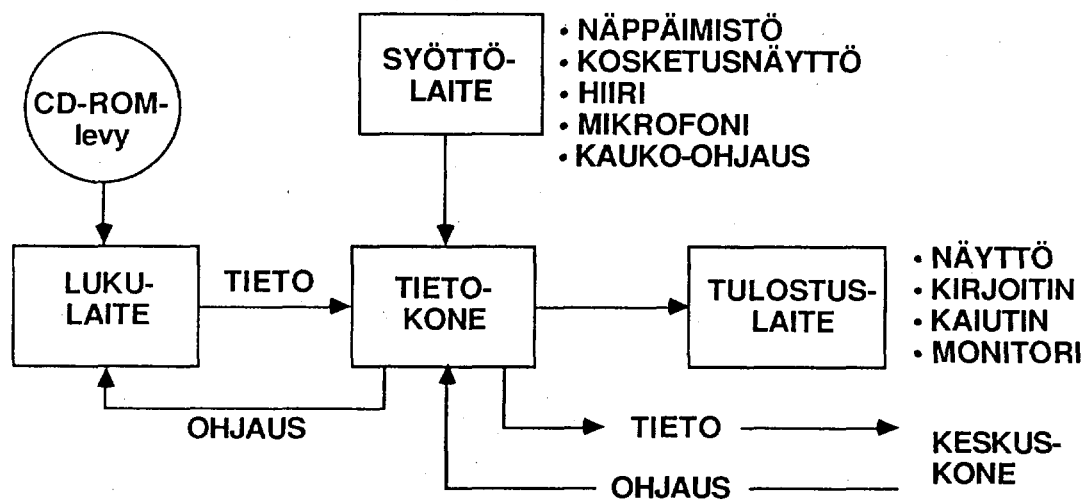 CD-ROM-
levy
SYÖTTÖ-
LAITE
• NÄPPÄIMISTÖ
• KOSKETUSNÄYTTÖ
• HIIRI
• MIKROFONI
• KAUKO-OHJAUS
LUKU-
LAITE
TIETO
TIETO-
KONE
TULOSTUS-
LAITE
• NÄYTTÖ
• KIRJOITIN
• KAIUTIN
• MONITORI
OHJAUS
TIETO
KESKUS-
KONE
OHJAUS